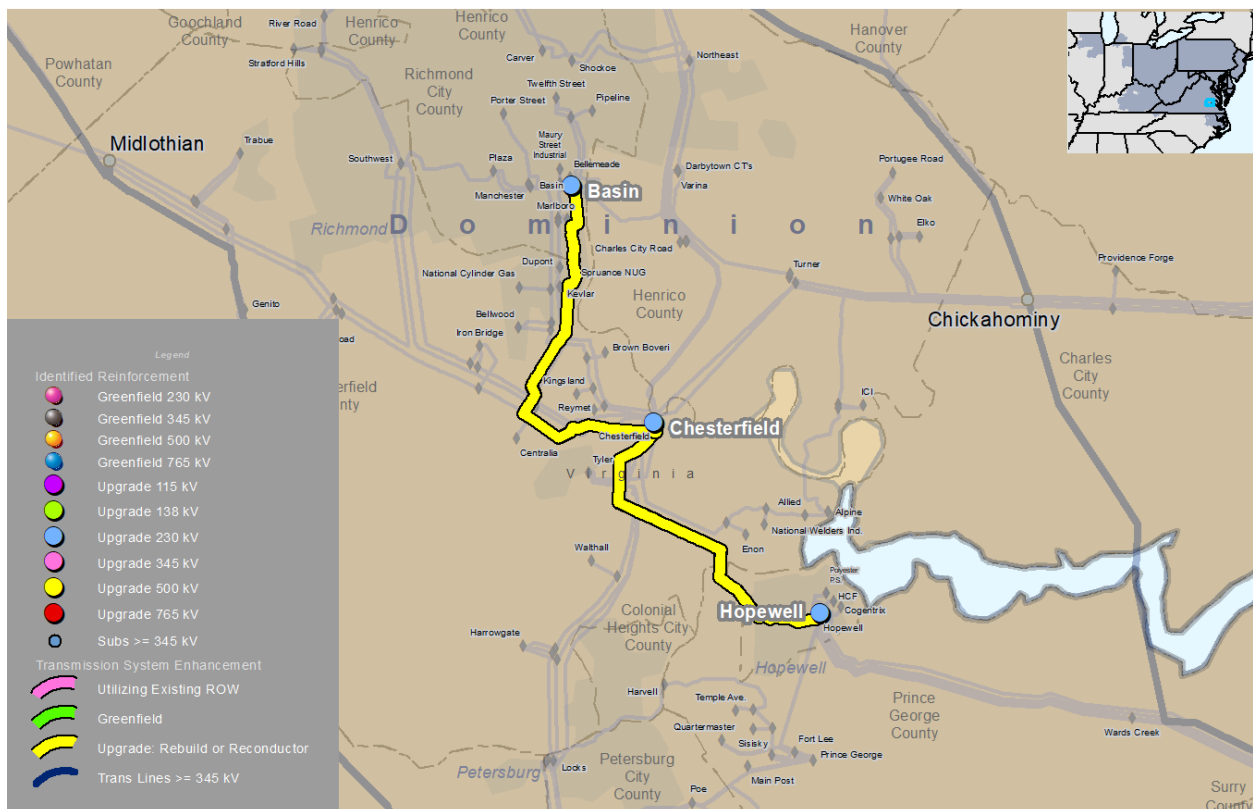 Goochland
County
River Road
Henrico
County
Henrico
County
Hanover
County
Stratford Hills
Carver
Shockoe
Northeast
Powhatan
County
Richmond
City
County
Twelfth Street
Porter Street
Pipeline
Midlothian
Trabue
Southwest
Plaza
Maury
Street
Industrial
Bellemeade
Darbytown CT's
Portugee Road
Basin
Basin
Manchester
Varina
White Oak
Marlboro
Richmond
Dominion
Elko
Charles City Road
Dupont
National Cylinder Gas
Spruance NUG
Turner
Providence Forge
Kevlar
Henrico
County
Genito
Bellwood
Chickahominy
Iron Bridge
Brown Boveri
Charles
City
County
oad
erfield
unty
Kingsland
Reymet
ICI
Chesterfield
Chesterfield
Centralia
Tyler
Virginia
Allied
Alpine
National Welders Ind.
Enon
Walthall
Polyester
P.S.
HCF
Cogentrix
Colonial
Heights City
County
Hopewell
Hopewell
Harrowgate
Hopewell
Harvell
Temple Ave.
Prince
George
County
Quartermaster
Sisisky
Fort Lee
Prince George
Wards Creek
Petersburg
Locks
Petersburg
City
County
Main Post
Poe
Surry
County
Legend
Identified Reinforcement
Greenfield 230 kV
Greenfield 345 kV
Greenfield 500 kV
Greenfield 765 kV
Upgrade 115 kV
Upgrade 138 kV
Upgrade 230 kV
Upgrade 345 kV
Upgrade 500 kV
Upgrade 765 kV
Subs >= 345 kV
Transmission System Enhancement
Utilizing Existing ROW
Greenfield
Upgrade: Rebuild or Reconductor
Trans Lines >= 345 kV